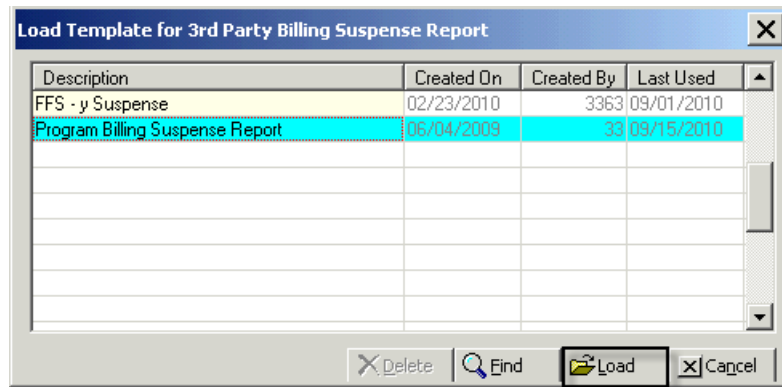 Load Template for 3rd Party Billing Suspense Report
Description Created On Created By Last Used
FFS - y Suspense 02/23/2010 3363 09/01/2010
Program Billing Suspense Report 06/04/2009 33 09/15/2010
Delete Find Load Cancel